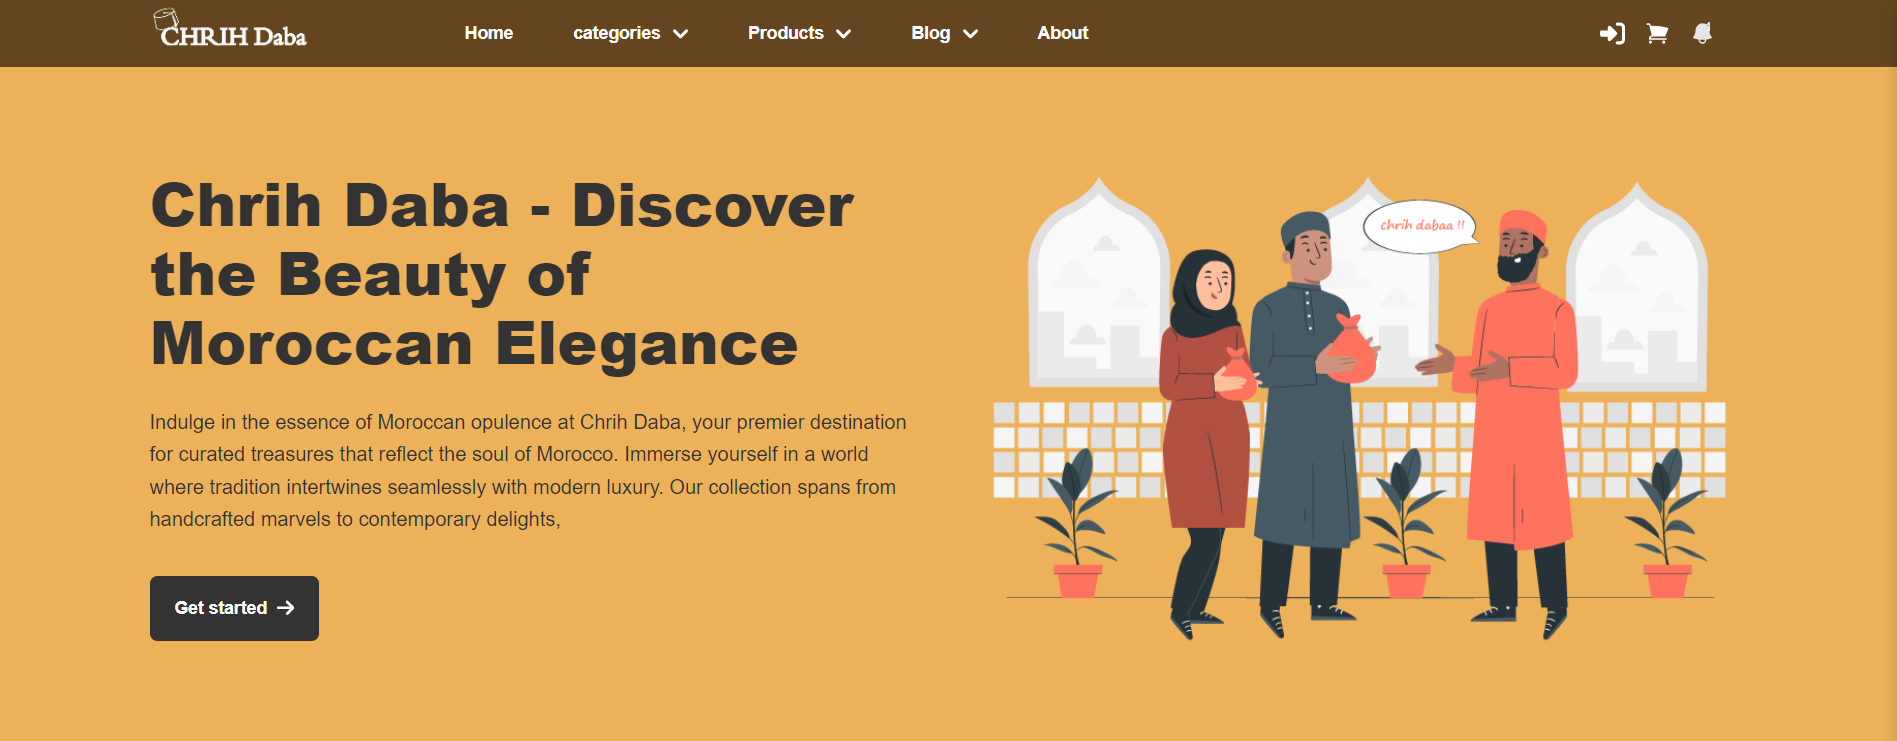 CHRIH Daba
Home
categories
Products
Blog
About
Chrih Daba - Discover
the Beauty of
Moroccan Elegance
chrih dabaa !!
Indulge in the essence of Moroccan opulence at Chrih Daba, your premier destination
for curated treasures that reflect the soul of Morocco. Immerse yourself in a world
where tradition intertwines seamlessly with modern luxury. Our collection spans from
handcrafted marvels to contemporary delights,
Get started